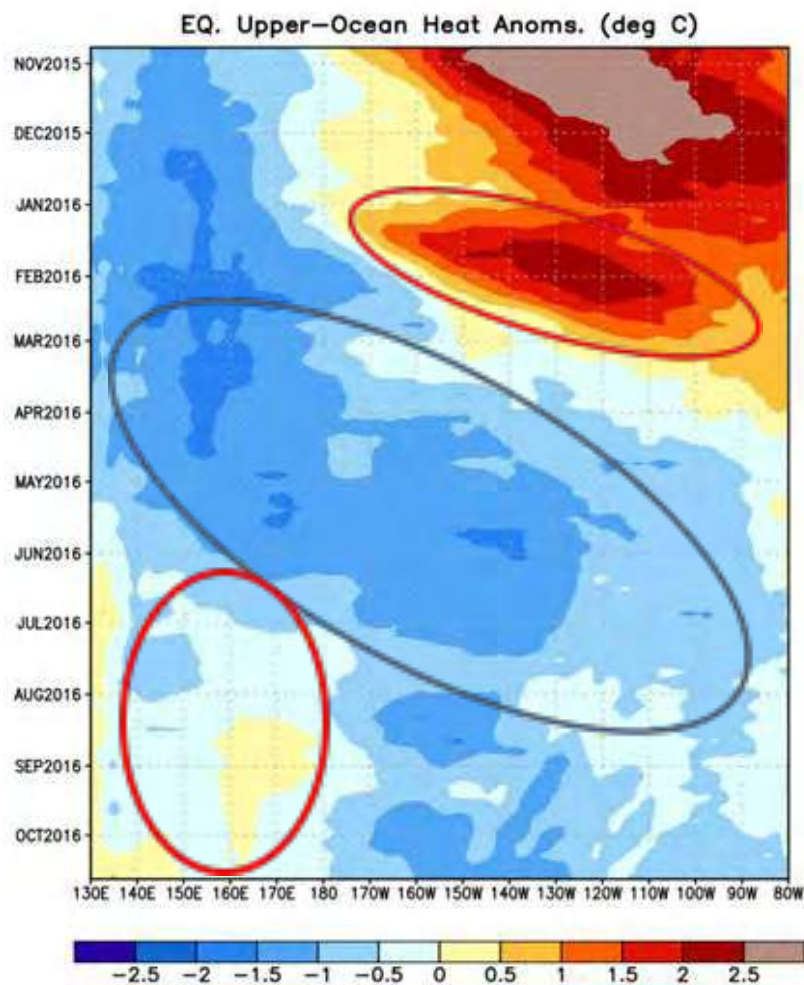 EQ. Upper-Ocean Heat Anoms. (deg C)
NOV2015
DEC2015
JAN2016
FEB2016
MAR2016
APR2016
MAY2016
JUN2016
JUL2016
AUG2016
SEP2016
OCT2016
130E 140E 150E 160E 170E 180 170W 160W 150W 140W 130W 120W 110W 100W 90W 80W
-2.5 -2 -1.5 -1 -0.5 0 0.5 1 1.5 2 2.5